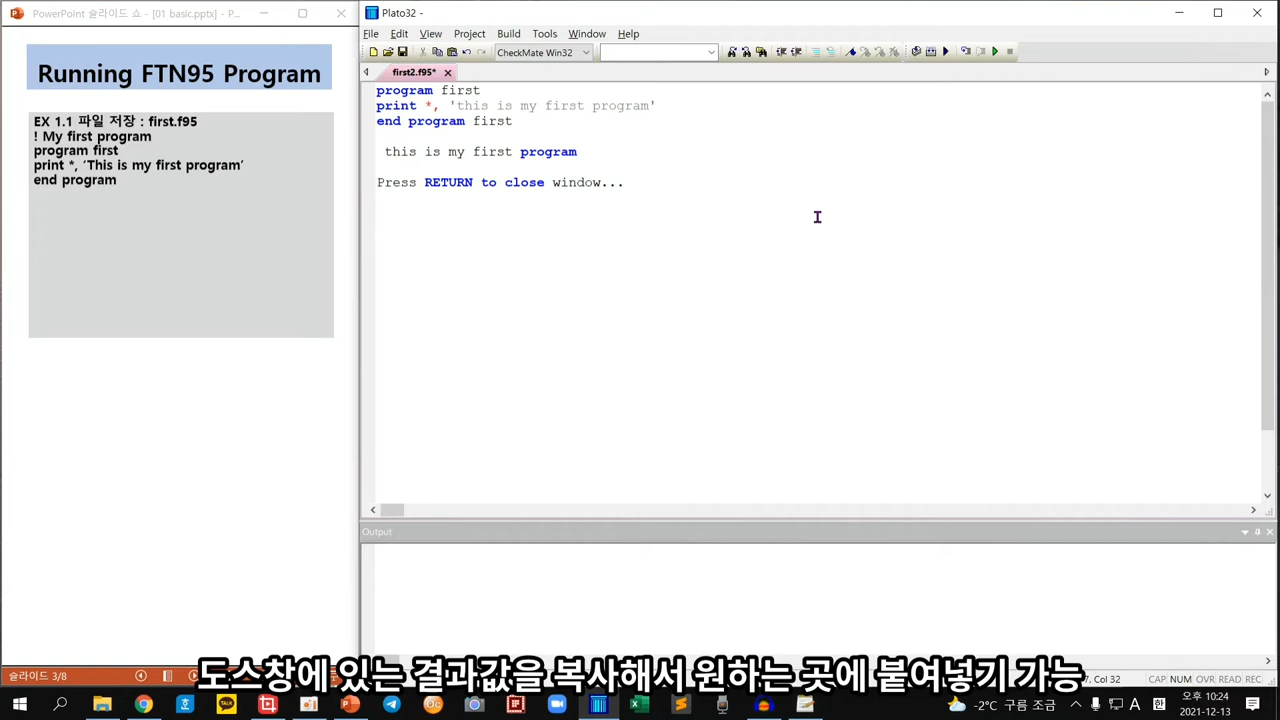 PowerPoint 슬라이드 쇼 - [01 basic.pptx] - P...
Running FTN95 Program
EX 1.1 파일 저장 : first.f95
! My first program
program first
print *, ‘This is my first program’
end program
슬라이드 3/8
Plato32 -
File Edit View Project Build Tools Window Help
CheckMate Win32
first2.f95*
program first
print *, 'this is my first program'
end program first
this is my first program
Press RETURN to close window...
Output
도스창에 있는 결과값을 복사해서 원하는 곳에 붙여넣기 가능
7, Col 32
CAP NUM OVR READ REC
TALK
-2°C 구름 조금
A 한
오후 10:24
2021-12-13